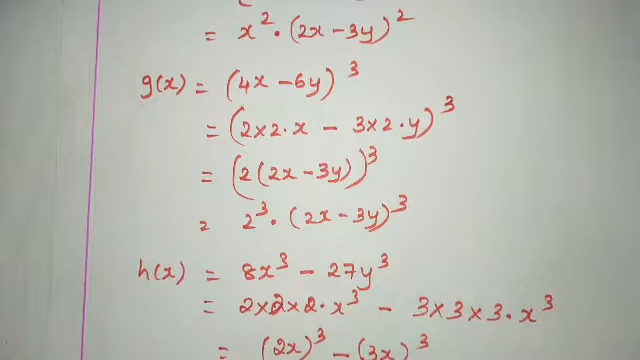 = x² · (2x - 3y)²
g(x) = (4x - 6y)³
= (2×2·x - 3×2·y)³
= (2(2x - 3y))³
= 2³ · (2x - 3y)³
h(x) = 8x³ - 27y³
= 2×2×2·x³ - 3×3×3·x³
= (2x)³ - (3x)³